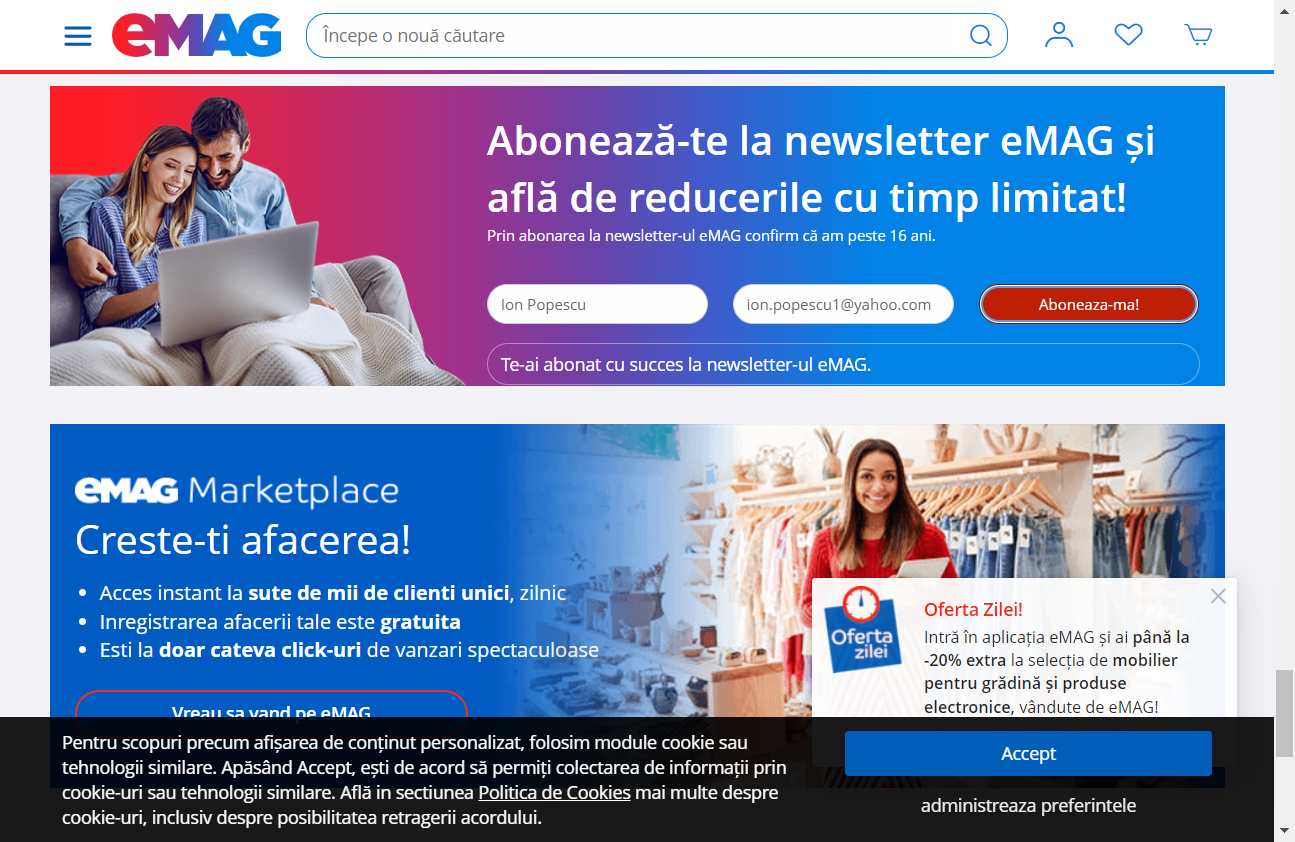 eMAG
Începe o nouă căutare
Abonează-te la newsletter eMAG și
află de reducerile cu timp limitat!
Prin abonarea la newsletter-ul eMAG confirm că am peste 16 ani.
Ion Popescu
ion.popescu1@yahoo.com
Aboneaza-ma!
Te-ai abonat cu succes la newsletter-ul eMAG.
eMAG Marketplace
Creste-ti afacerea!
Acces instant la sute de mii de clienti unici, zilnic
Inregistrarea afacerii tale este gratuita
Esti la doar cateva click-uri de vanzari spectaculoase
Vreau sa vand pe eMAG
Oferta
zilei
Oferta Zilei!
Intră în aplicația eMAG și ai până la
-20% extra la selecția de mobilier
pentru grădină și produse
electronice, vândute de eMAG!
Pentru scopuri precum afișarea de conținut personalizat, folosim module cookie sau
tehnologii similare. Apăsând Accept, ești de acord să permiți colectarea de informații prin
cookie-uri sau tehnologii similare. Află in sectiunea Politica de Cookies mai multe despre
cookie-uri, inclusiv despre posibilitatea retragerii acordului.
Accept
administreaza preferintele